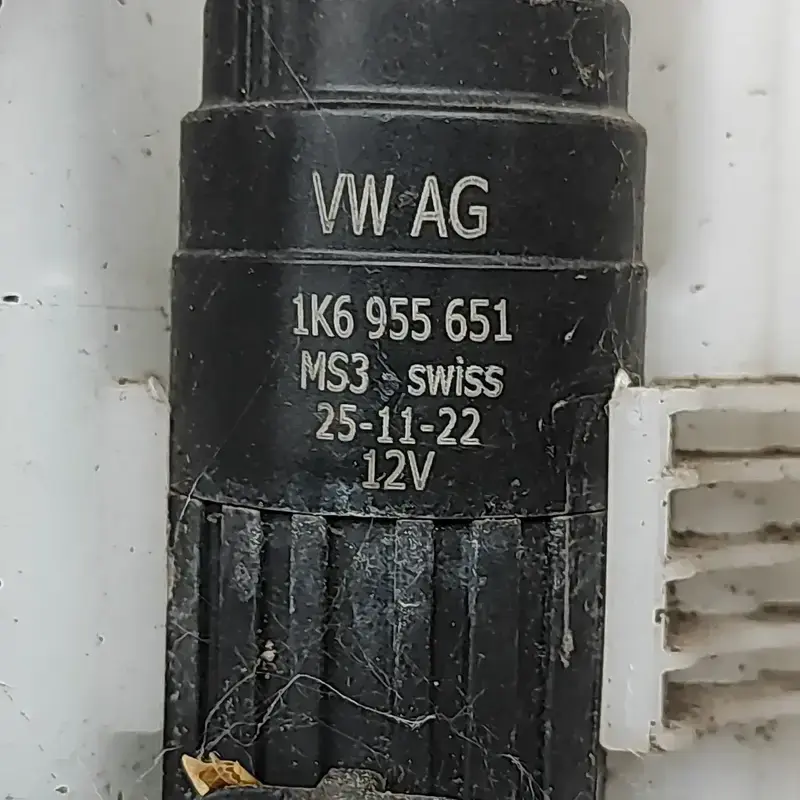 VW AG
1K6 955 651
MS3 swiss
25-11-22
12V